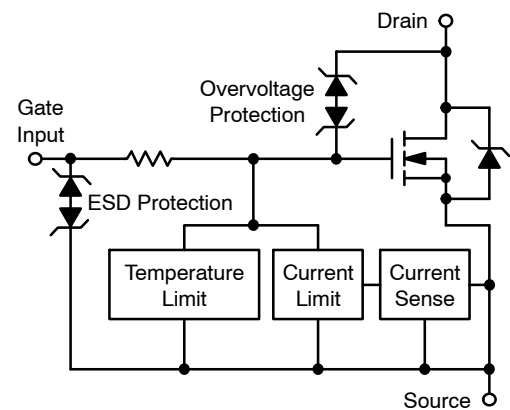 Drain
Overvoltage
Protection
Gate
Input
ESD Protection
Temperature
Limit
Current
Limit
Current
Sense
Source